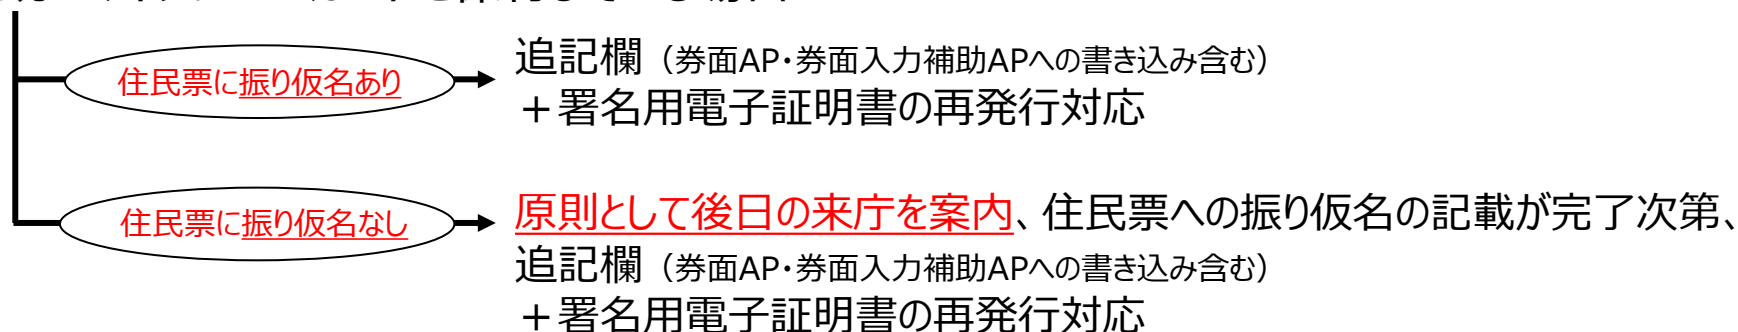 住民票に振り仮名あり
追記欄（券面AP・券面入力補助APへの書き込み含む）
＋署名用電子証明書の再発行対応
住民票に振り仮名なし
原則として後日の来庁を案内、住民票への振り仮名の記載が完了次第、
追記欄（券面AP・券面入力補助APへの書き込み含む）
＋署名用電子証明書の再発行対応